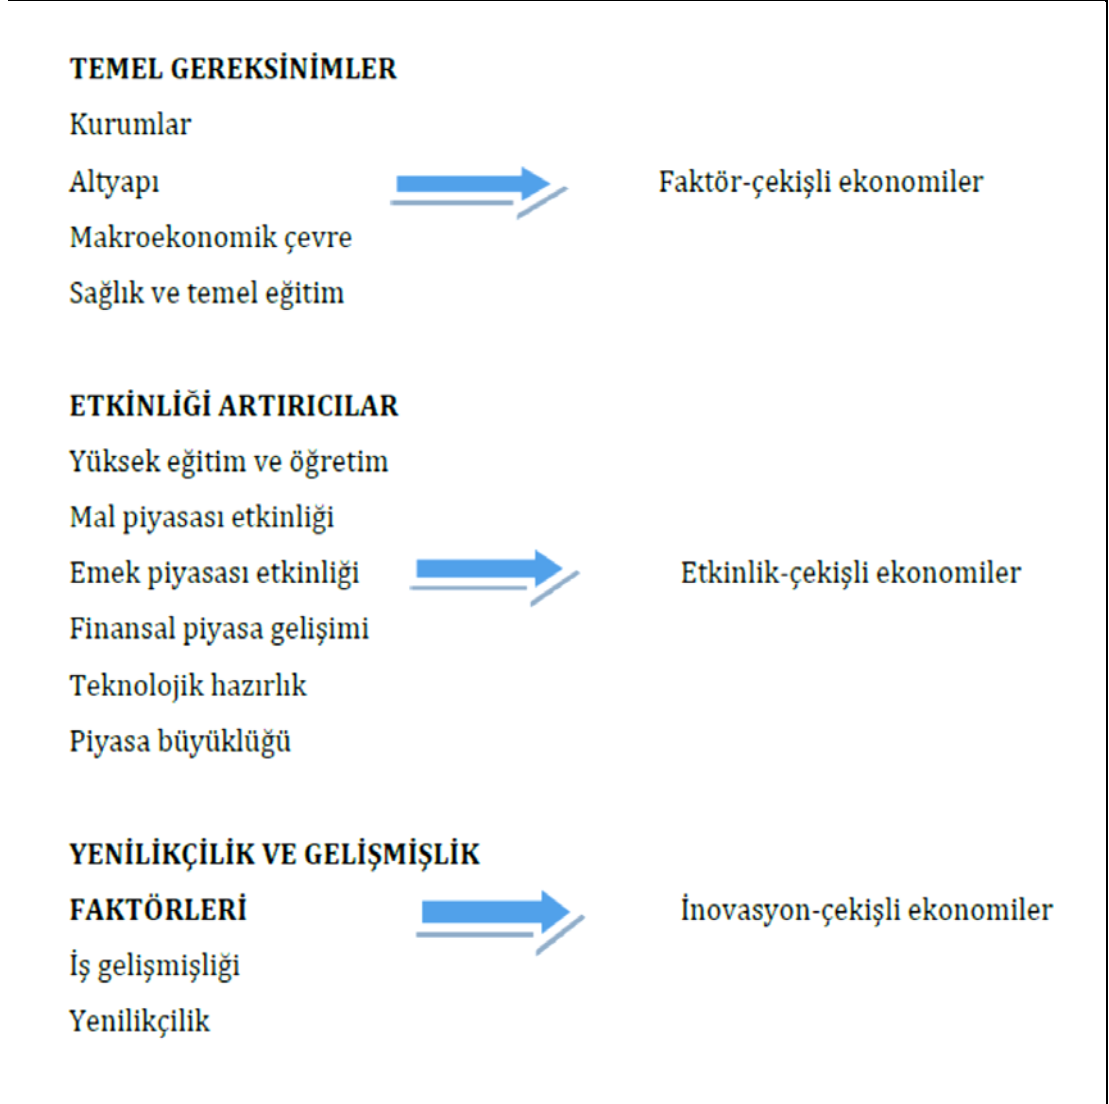 TEMEL GEREKSİNİMLER
Kurumlar
Altyapı
Faktör-çekişli ekonomiler
Makroekonomik çevre
Sağlık ve temel eğitim
ETKİNLİĞİ ARTIRICILAR
Yüksek eğitim ve öğretim
Mal piyasası etkinliği
Emek piyasası etkinliği
Etkinlik-çekişli ekonomiler
Finansal piyasa gelişimi
Teknolojik hazırlık
Piyasa büyüklüğü
YENİLİKÇİLİK VE GELİŞMİŞLİK
FAKTÖRLERİ
İnovasyon-çekişli ekonomiler
İş gelişmişliği
Yenilikçilik